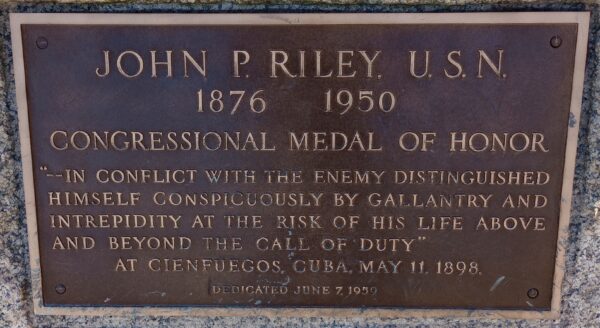 JOHN P. RILEY, U.S.N.
1876 1950
CONGRESSIONAL MEDAL OF HONOR
"--IN CONFLICT WITH THE ENEMY DISTINGUISHED
HIMSELF CONSPICUOUSLY BY GALLANTRY AND
INTREPIDITY AT THE RISK OF HIS LIFE ABOVE
AND BEYOND THE CALL OF DUTY"
AT CIENFUEGOS, CUBA, MAY 11, 1898.
DEDICATED JUNE 7, 1959